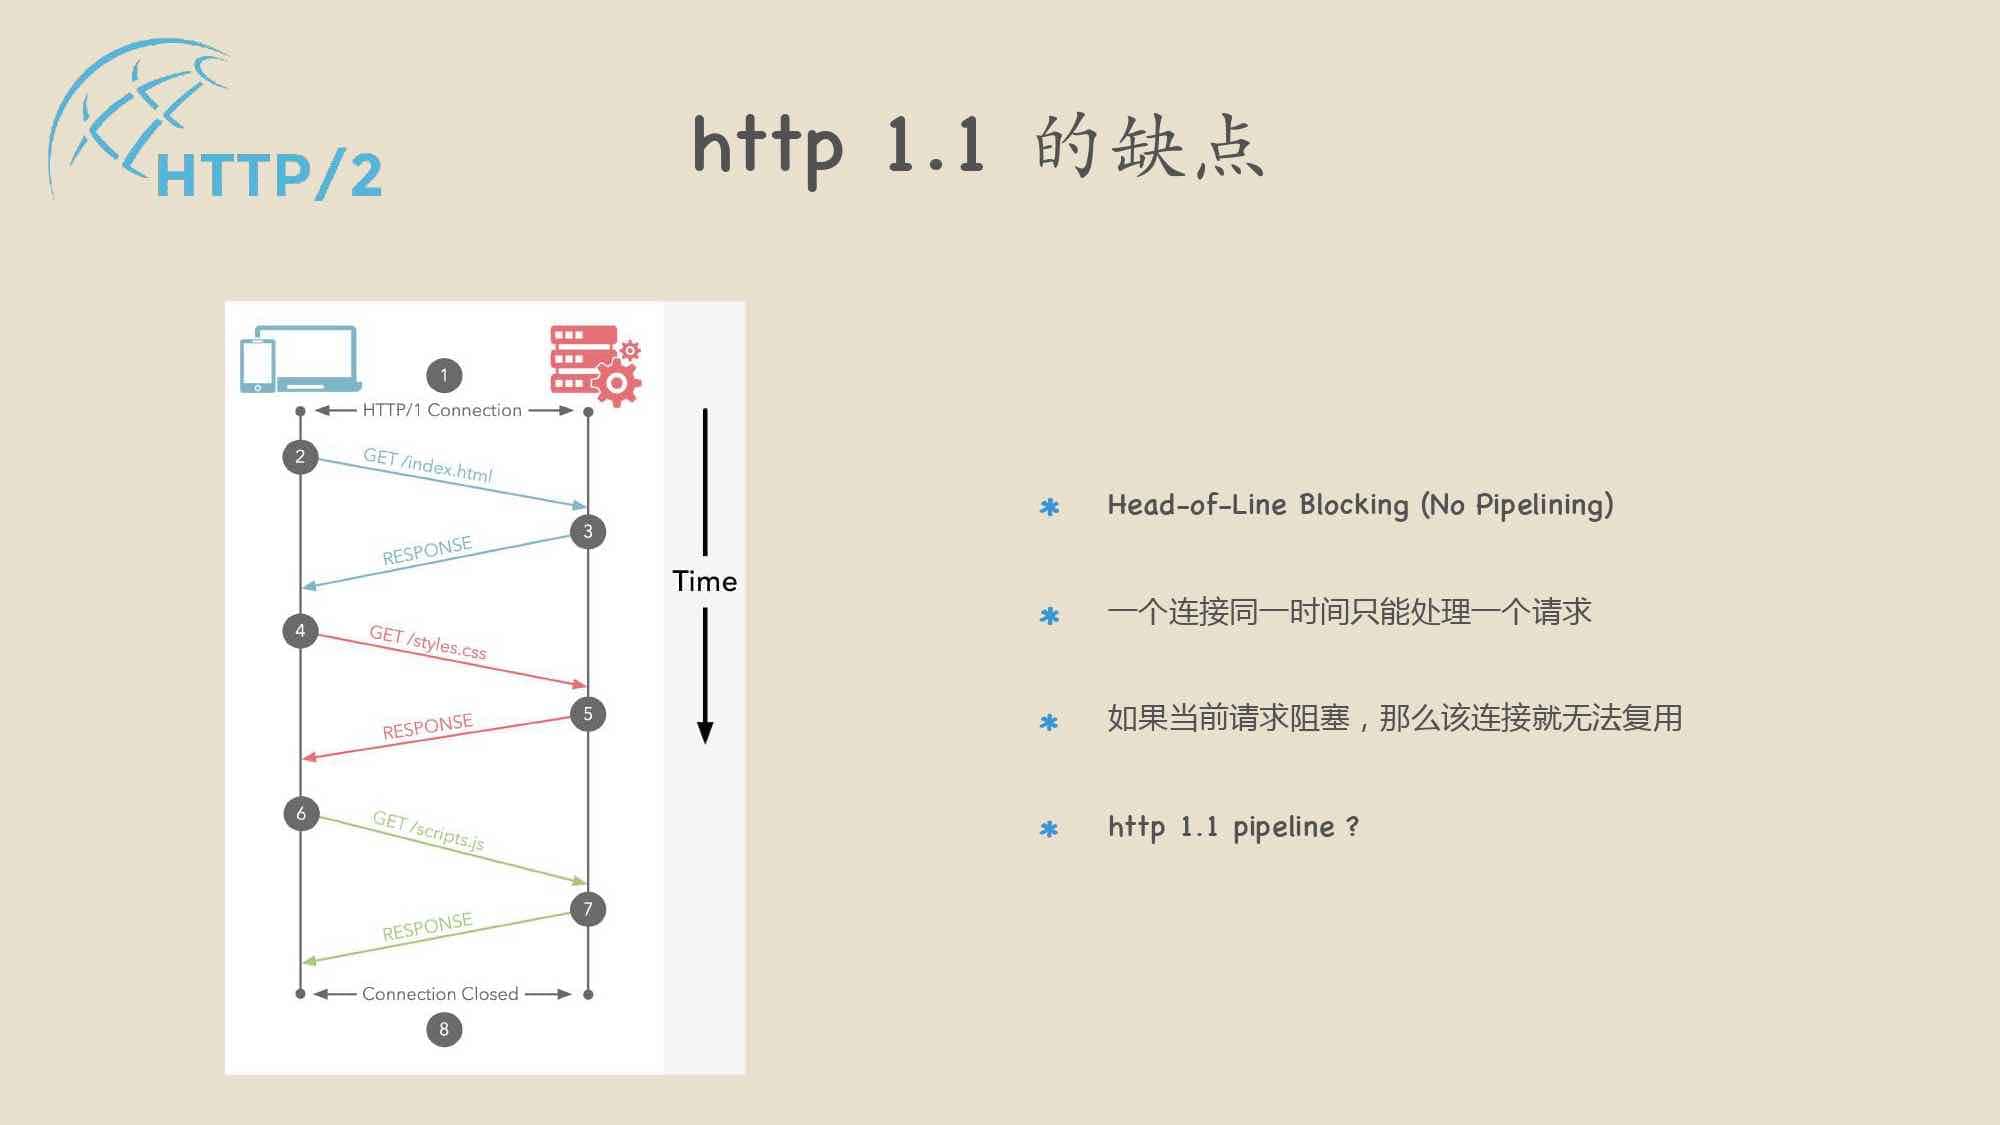 HTTP/2
http 1.1 的缺点
1
HTTP/1 Connection
2
GET /index.html
3
RESPONSE
Time
4
GET /styles.css
5
RESPONSE
6
GET /scripts.js
7
RESPONSE
Connection Closed
8
* Head-of-Line Blocking (No Pipelining)
* 一个连接同一时间只能处理一个请求
* 如果当前请求阻塞，那么该连接就无法复用
* http 1.1 pipeline ?